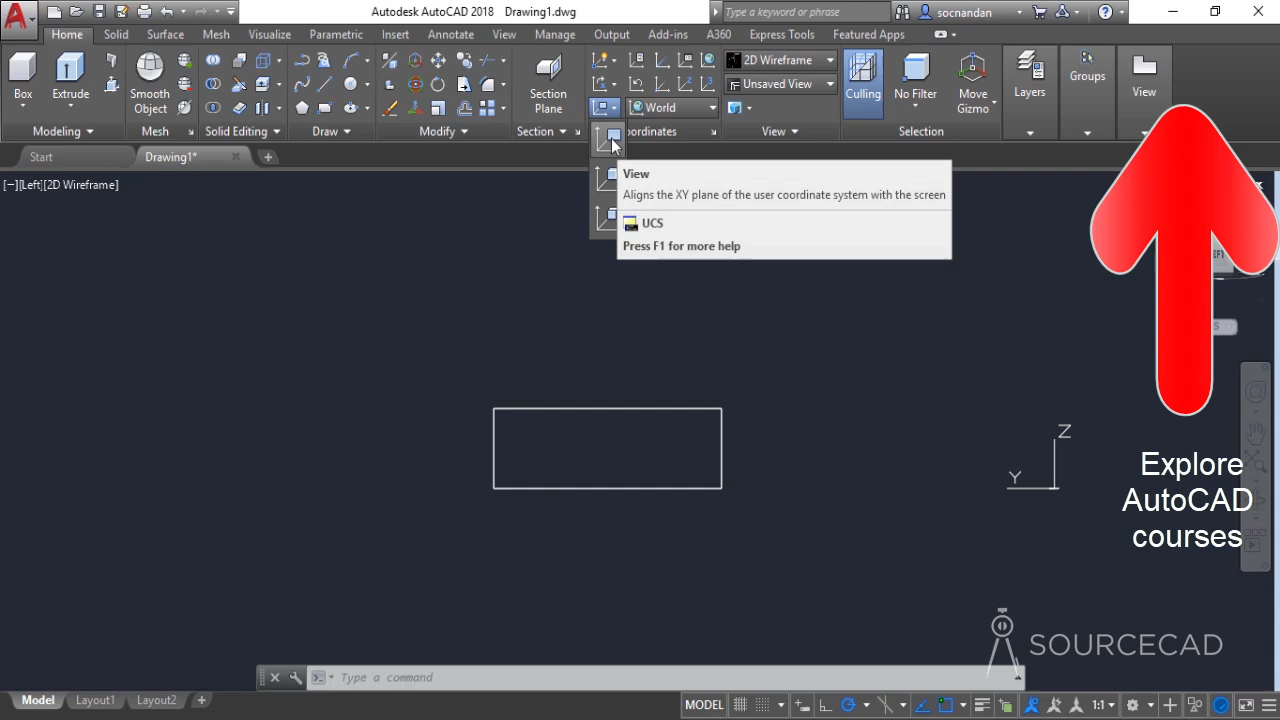 Autodesk AutoCAD 2018 Drawing1.dwg
Type a keyword or phrase
socnandan
Home Solid Surface Mesh Visualize Parametric Insert Annotate View Manage Output Add-ins A360 Express Tools Featured Apps
Box
Extrude
Smooth
Object
Section
Plane
2D Wireframe
Unsaved View
World
Culling
No Filter
Move
Gizmo
Layers
Groups
View
Modeling
Mesh
Solid Editing
Draw
Modify
Section
oordinates
View
Selection
Start
Drawing1*
[−][Left][2D Wireframe]
View
Aligns the XY plane of the user coordinate system with the screen
UCS
Press F1 for more help
Z
Y
Explore
AutoCAD
courses
SOURCECAD
Type a command
Model Layout1 Layout2
MODEL
1:1